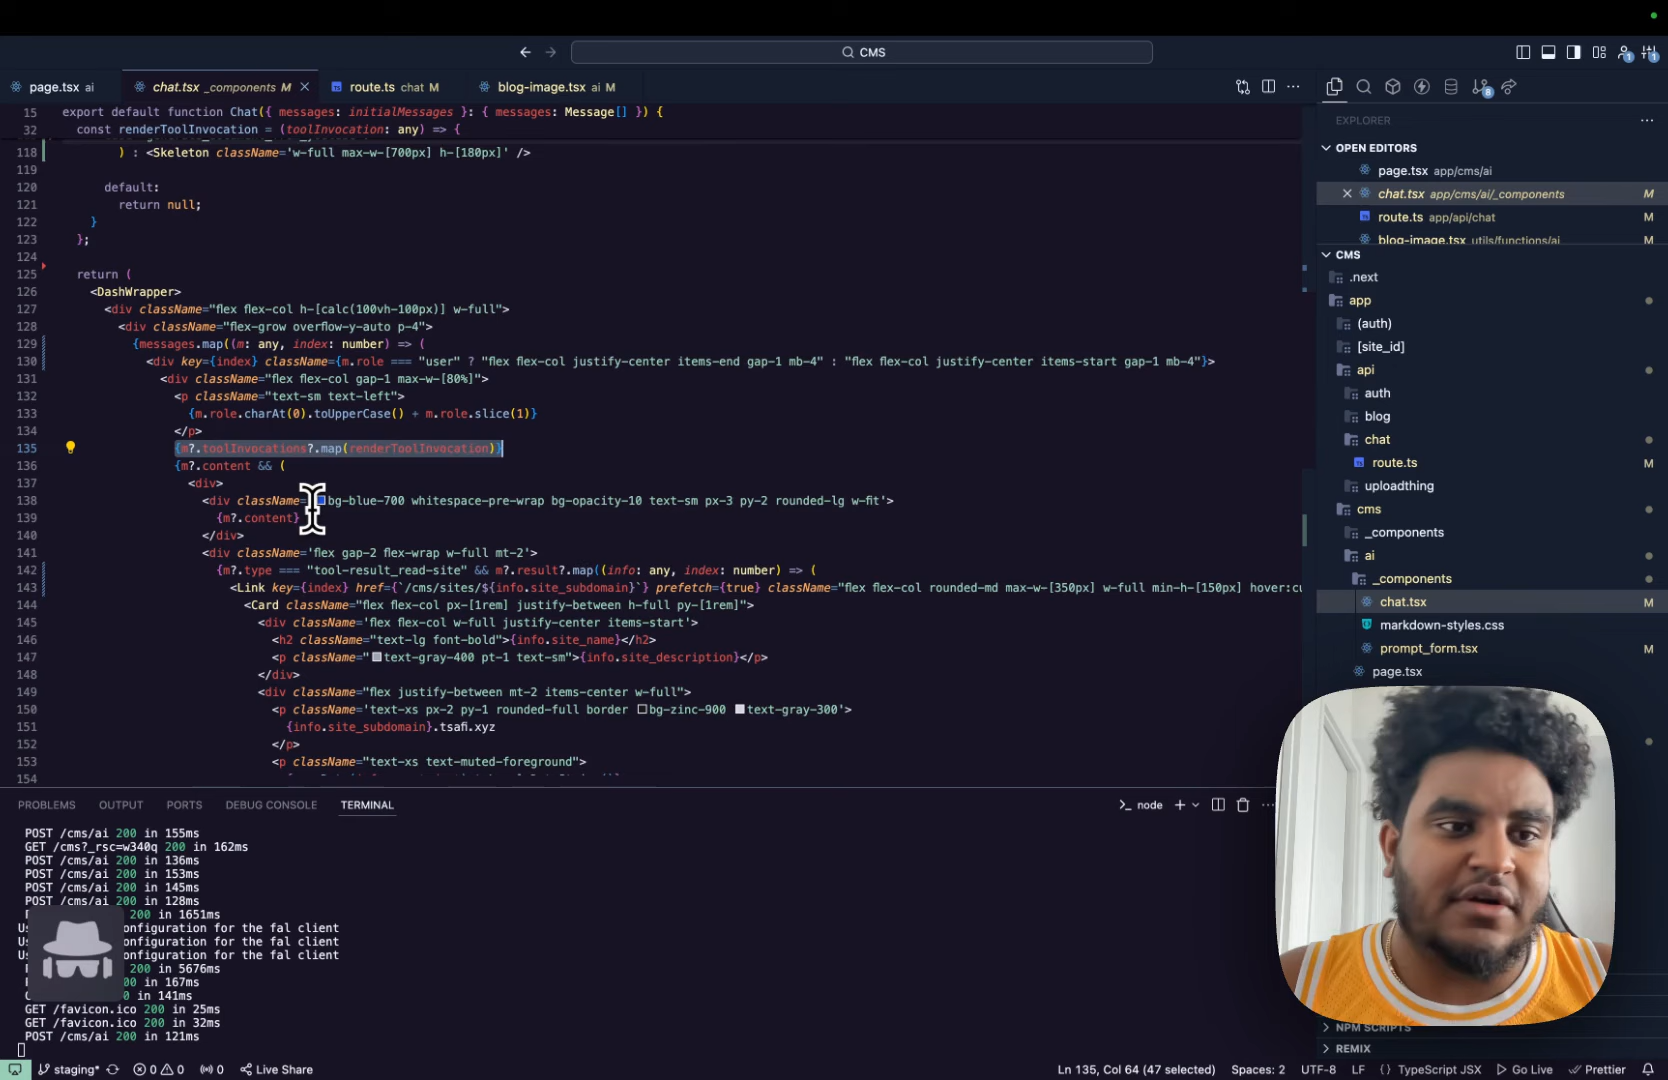 CMS
page.tsx ai
chat.tsx _components M
route.ts chat M
blog-image.tsx ai M
15 export default function Chat({ messages: initialMessages }: { messages: Message[] }) {
32 const renderToolInvocation = (toolInvocation: any) => {
118 ) : <Skeleton className='w-full max-w-[700px] h-[180px]' />
119
120 default:
121 return null;
122 }
123 };
124
125 return (
126 <DashWrapper>
127 <div className="flex flex-col h-[calc(100vh-100px)] w-full">
128 <div className="flex-grow overflow-y-auto p-4">
129 {messages.map((m: any, index: number) => (
130 <div key={index} className={m.role === "user" ? "flex flex-col justify-center items-end gap-1 mb-4" : "flex flex-col justify-center items-start gap-1 mb-4"}>
131 <div className="flex flex-col gap-1 max-w-[80%]">
132 <p className="text-sm text-left">
133 {m.role.charAt(0).toUpperCase() + m.role.slice(1)}
134 </p>
135 {m?.toolInvocations?.map(renderToolInvocation)}
136 {m?.content && (
137 <div>
138 <div className= bg-blue-700 whitespace-pre-wrap bg-opacity-10 text-sm px-3 py-2 rounded-lg w-fit'>
139 {m?.content}
140 </div>
141 <div className='flex gap-2 flex-wrap w-full mt-2'>
142 {m?.type === "tool-result_read-site" && m?.result?.map((info: any, index: number) => (
143 <Link key={index} href={`/cms/sites/${info.site_subdomain}`} prefetch={true} className="flex flex-col rounded-md max-w-[350px] w-full min-h-[150px] hover:cu
144 <Card className="flex flex-col px-[1rem] justify-between h-full py-[1rem]">
145 <div className='flex flex-col w-full justify-center items-start'>
146 <h2 className="text-lg font-bold">{info.site_name}</h2>
147 <p className="text-gray-400 pt-1 text-sm">{info.site_description}</p>
148 </div>
149 <div className="flex justify-between mt-2 items-center w-full">
150 <p className='text-xs px-2 py-1 rounded-full border bg-zinc-900 text-gray-300'>
151 {info.site_subdomain}.tsafi.xyz
152 </p>
153 <p className="text-xs text-muted-foreground">
154
PROBLEMS OUTPUT PORTS DEBUG CONSOLE TERMINAL
node
POST /cms/ai 200 in 155ms
GET /cms?_rsc=w340q 200 in 162ms
POST /cms/ai 200 in 136ms
POST /cms/ai 200 in 153ms
POST /cms/ai 200 in 145ms
POST /cms/ai 200 in 128ms
200 in 1651ms
onfiguration for the fal client
onfiguration for the fal client
onfiguration for the fal client
200 in 5676ms
200 in 167ms
0 in 141ms
GET /favicon.ico 200 in 25ms
GET /favicon.ico 200 in 32ms
POST /cms/ai 200 in 121ms
1
1
8
EXPLORER
OPEN EDITORS
page.tsx app/cms/ai
chat.tsx app/cms/ai/_components M
route.ts app/api/chat M
blog-image.tsx utils/functions/ai M
CMS
.next
app
(auth)
[site_id]
api
auth
blog
chat
route.ts M
uploadthing
cms
_components
ai
_components
chat.tsx M
markdown-styles.css
prompt_form.tsx M
page.tsx
NPM SCRIPTS
REMIX
staging* 0 0 0 Live Share
Ln 135, Col 64 (47 selected) Spaces: 2 UTF-8 LF TypeScript JSX Go Live Prettier